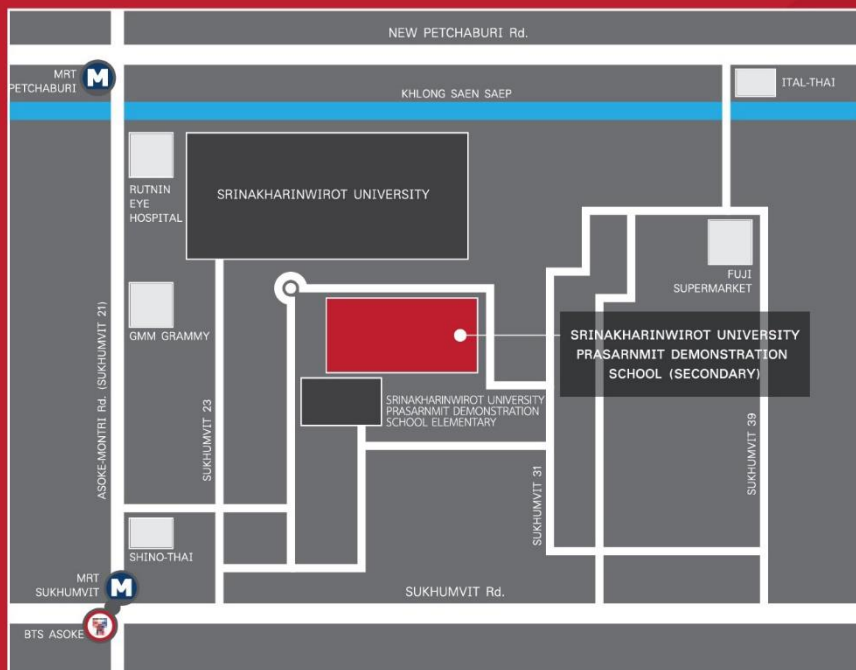 NEW PETCHABURI Rd.
MRT
PETCHABURI
M
ITAL-THAI
KHLONG SAEN SAEP
RUTNIN
EYE
HOSPITAL
SRINAKHARINWIROT UNIVERSITY
FUJI
SUPERMARKET
GMM GRAMMY
SRINAKHARINWIROT UNIVERSITY
PRASARNMIT DEMONSTRATION
SCHOOL (SECONDARY)
SRINAKHARINWIROT UNIVERSITY
PRASARNMIT DEMONSTRATION
SCHOOL ELEMENTARY
ASOKE-MONTRI Rd. (SUKHUMVIT 21)
SUKHUMVIT 23
SUKHUMVIT 31
SUKHUMVIT 39
SHINO-THAI
MRT
SUKHUMVIT
M
SUKHUMVIT Rd.
BTS ASOKE